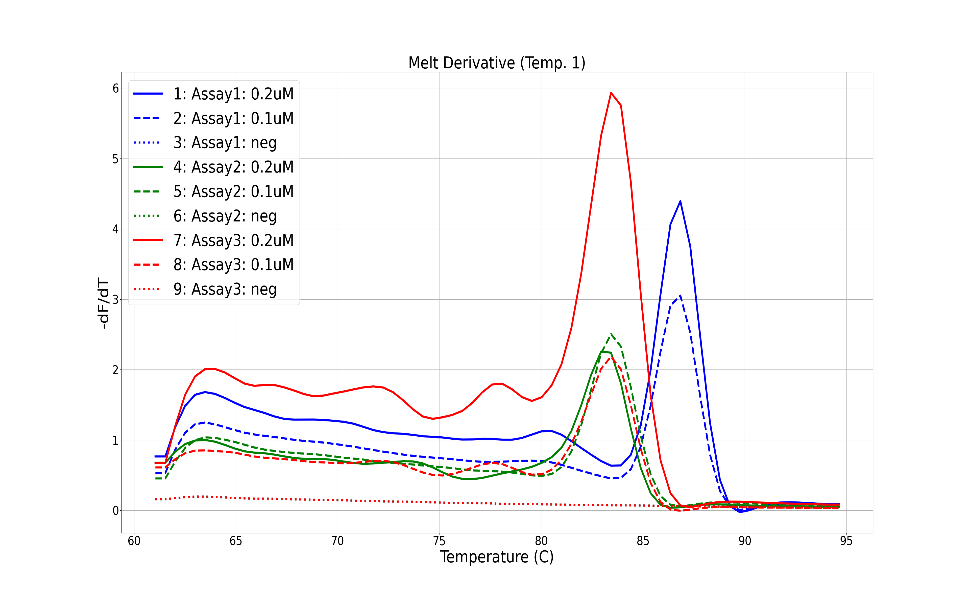 Melt Derivative (Temp. 1)
6
5
4
3
2
1
0
-dF/dT
1: Assay1: 0.2uM
2: Assay1: 0.1uM
3: Assay1: neg
4: Assay2: 0.2uM
5: Assay2: 0.1uM
6: Assay2: neg
7: Assay3: 0.2uM
8: Assay3: 0.1uM
9: Assay3: neg
60 65 70 75 80 85 90 95
Temperature (C)